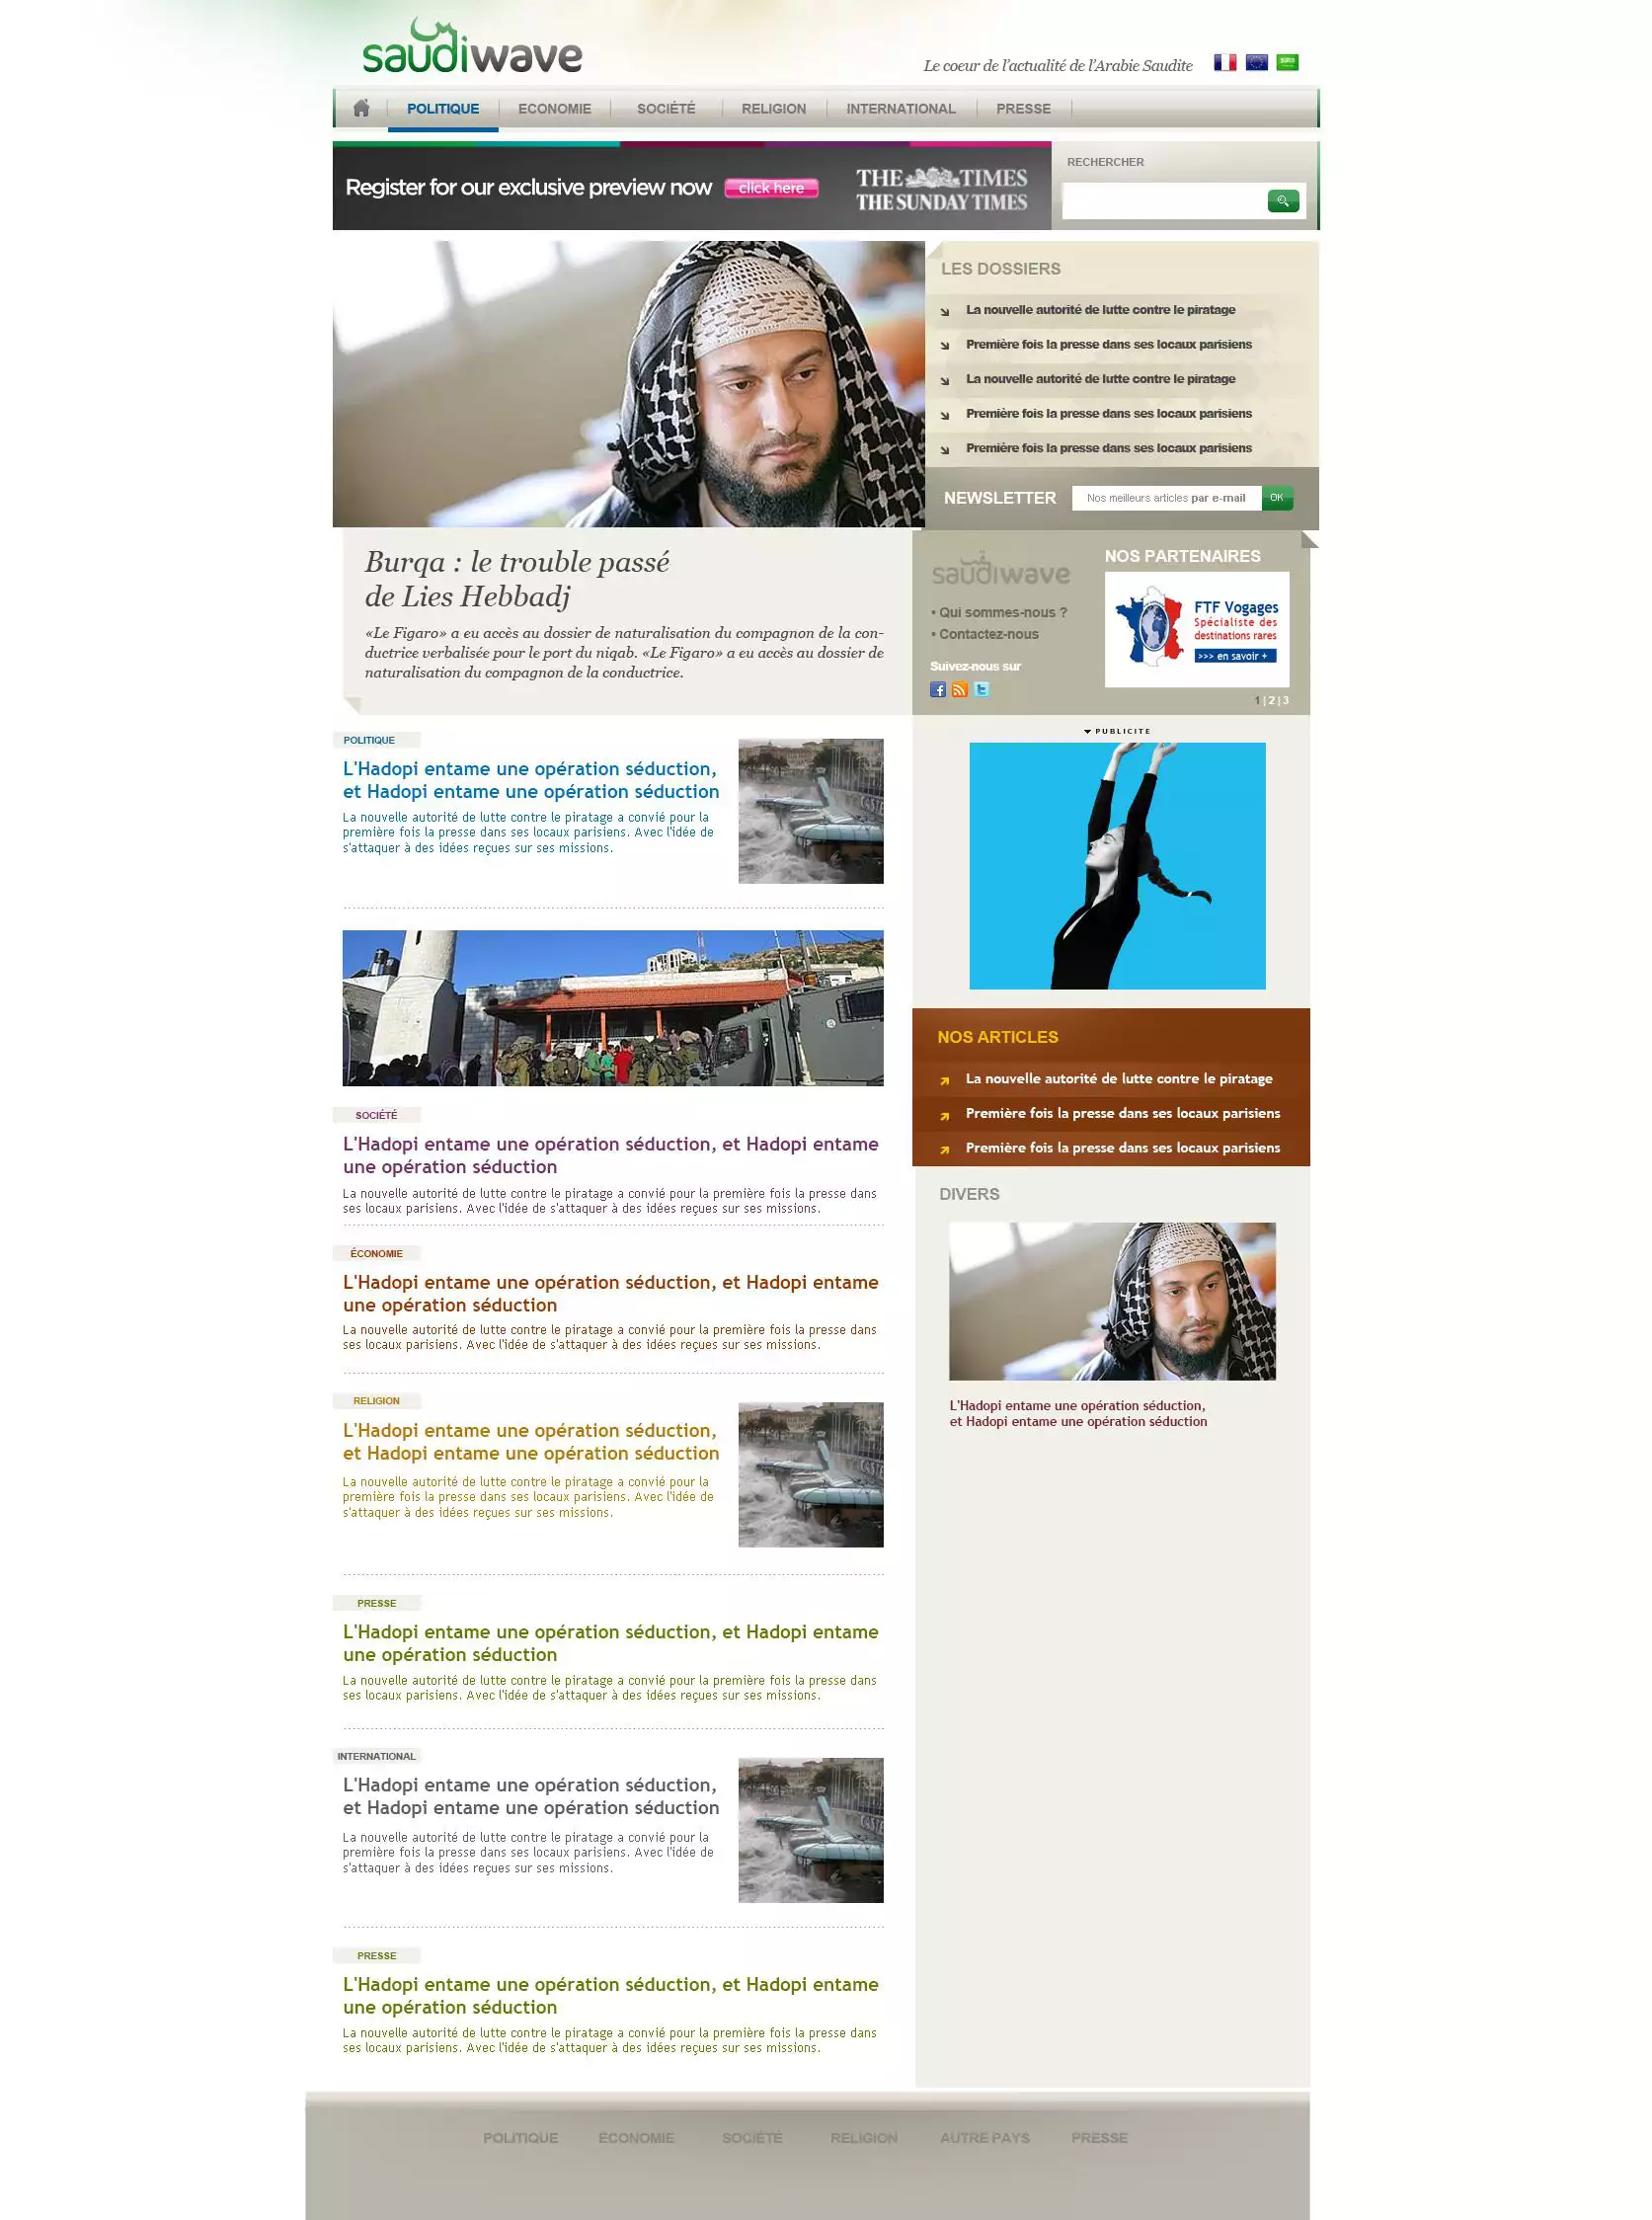 saudiwave
Le coeur de l'actualité de l'Arabie Saudite
POLITIQUE
ECONOMIE
SOCIÉTÉ
RELIGION
INTERNATIONAL
PRESSE
Register for our exclusive preview now
click here
THE TIMES
THE SUNDAY TIMES
RECHERCHER
LES DOSSIERS
La nouvelle autorité de lutte contre le piratage
Première fois la presse dans ses locaux parisiens
La nouvelle autorité de lutte contre le piratage
Première fois la presse dans ses locaux parisiens
Première fois la presse dans ses locaux parisiens
NEWSLETTER
Nos meilleurs articles par e-mail
OK
Burqa : le trouble passé
de Lies Hebbadj
«Le Figaro» a eu accès au dossier de naturalisation du compagnon de la con-
ductrice verbalisée pour le port du niqab. «Le Figaro» a eu accès au dossier de
naturalisation du compagnon de la conductrice.
saudiwave
• Qui sommes-nous ?
• Contactez-nous
Suivez-nous sur
NOS PARTENAIRES
FTF Vogages
Spécialiste des
destinations rares
>>> en savoir +
1 | 2 | 3
POLITIQUE
L'Hadopi entame une opération séduction,
et Hadopi entame une opération séduction
La nouvelle autorité de lutte contre le piratage a convié pour la
première fois la presse dans ses locaux parisiens. Avec l'idée de
s'attaquer à des idées reçues sur ses missions.
PUBLICITE
SOCIÉTÉ
L'Hadopi entame une opération séduction, et Hadopi entame
une opération séduction
La nouvelle autorité de lutte contre le piratage a convié pour la première fois la presse dans
ses locaux parisiens. Avec l'idée de s'attaquer à des idées reçues sur ses missions.
ÉCONOMIE
L'Hadopi entame une opération séduction, et Hadopi entame
une opération séduction
La nouvelle autorité de lutte contre le piratage a convié pour la première fois la presse dans
ses locaux parisiens. Avec l'idée de s'attaquer à des idées reçues sur ses missions.
RELIGION
L'Hadopi entame une opération séduction,
et Hadopi entame une opération séduction
La nouvelle autorité de lutte contre le piratage a convié pour la
première fois la presse dans ses locaux parisiens. Avec l'idée de
s'attaquer à des idées reçues sur ses missions.
PRESSE
L'Hadopi entame une opération séduction, et Hadopi entame
une opération séduction
La nouvelle autorité de lutte contre le piratage a convié pour la première fois la presse dans
ses locaux parisiens. Avec l'idée de s'attaquer à des idées reçues sur ses missions.
INTERNATIONAL
L'Hadopi entame une opération séduction,
et Hadopi entame une opération séduction
La nouvelle autorité de lutte contre le piratage a convié pour la
première fois la presse dans ses locaux parisiens. Avec l'idée de
s'attaquer à des idées reçues sur ses missions.
PRESSE
L'Hadopi entame une opération séduction, et Hadopi entame
une opération séduction
La nouvelle autorité de lutte contre le piratage a convié pour la première fois la presse dans
ses locaux parisiens. Avec l'idée de s'attaquer à des idées reçues sur ses missions.
NOS ARTICLES
La nouvelle autorité de lutte contre le piratage
Première fois la presse dans ses locaux parisiens
Première fois la presse dans ses locaux parisiens
DIVERS
L'Hadopi entame une opération séduction,
et Hadopi entame une opération séduction
POLITIQUE
ÉCONOMIE
SOCIÉTÉ
RELIGION
AUTRE PAYS
PRESSE